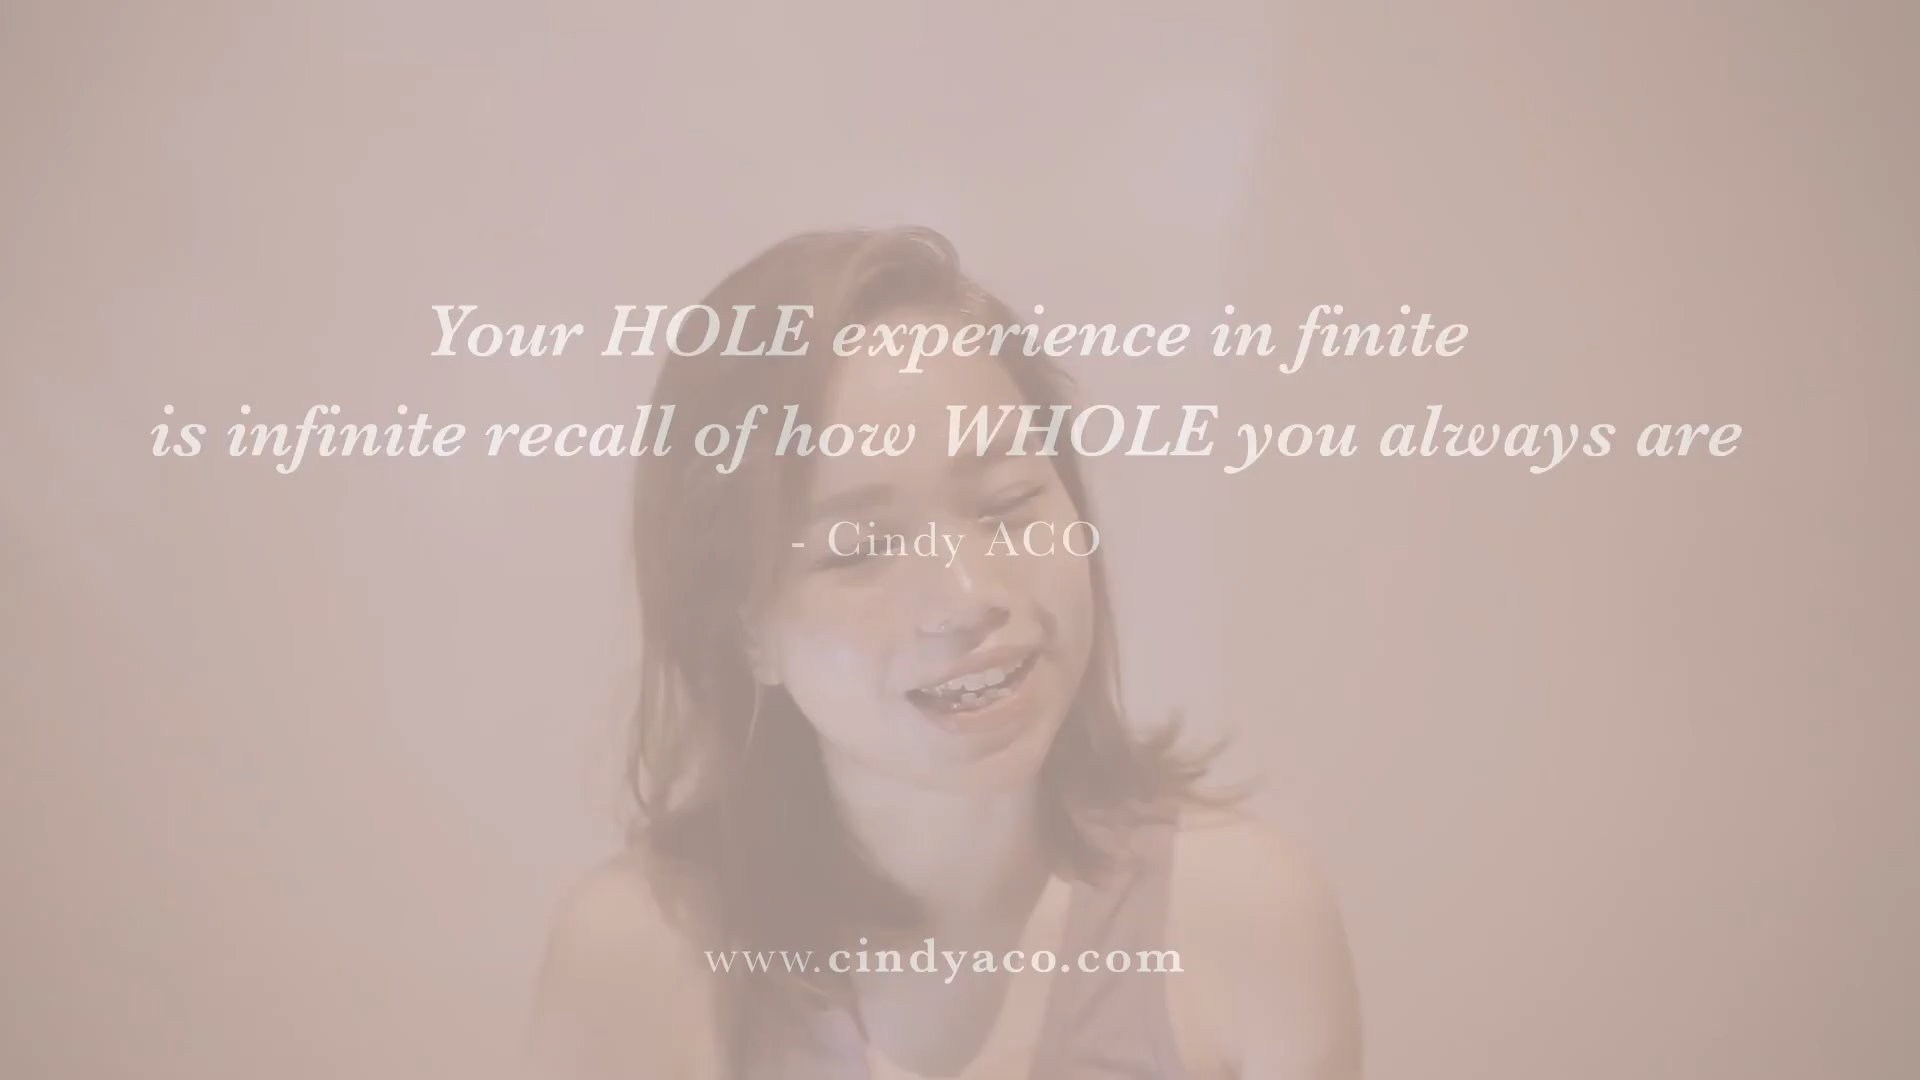 Your HOLE experience in finite
is infinite recall of how WHOLE you always are
- Cindy ACO
www.cindyaco.com